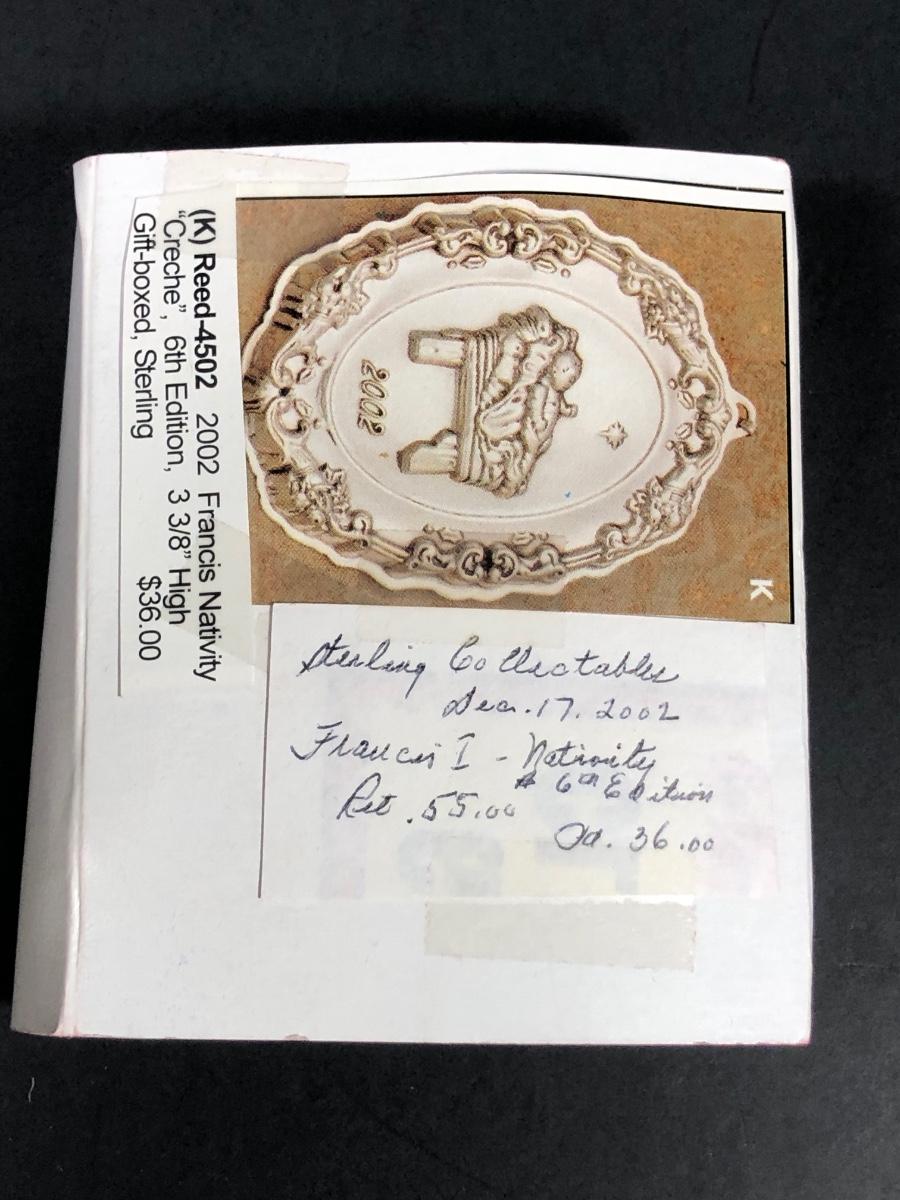 (K) Reed-4502 2002 Francis Nativity
“Creche”, 6th Edition, 3 3/8” High
Gift-boxed, Sterling $36.00
2002
K
Sterling Collectables
Dec. 17. 2002
Francis I - Nativity
# 6th Edition
Ret. 55.00
Pd. 36.00